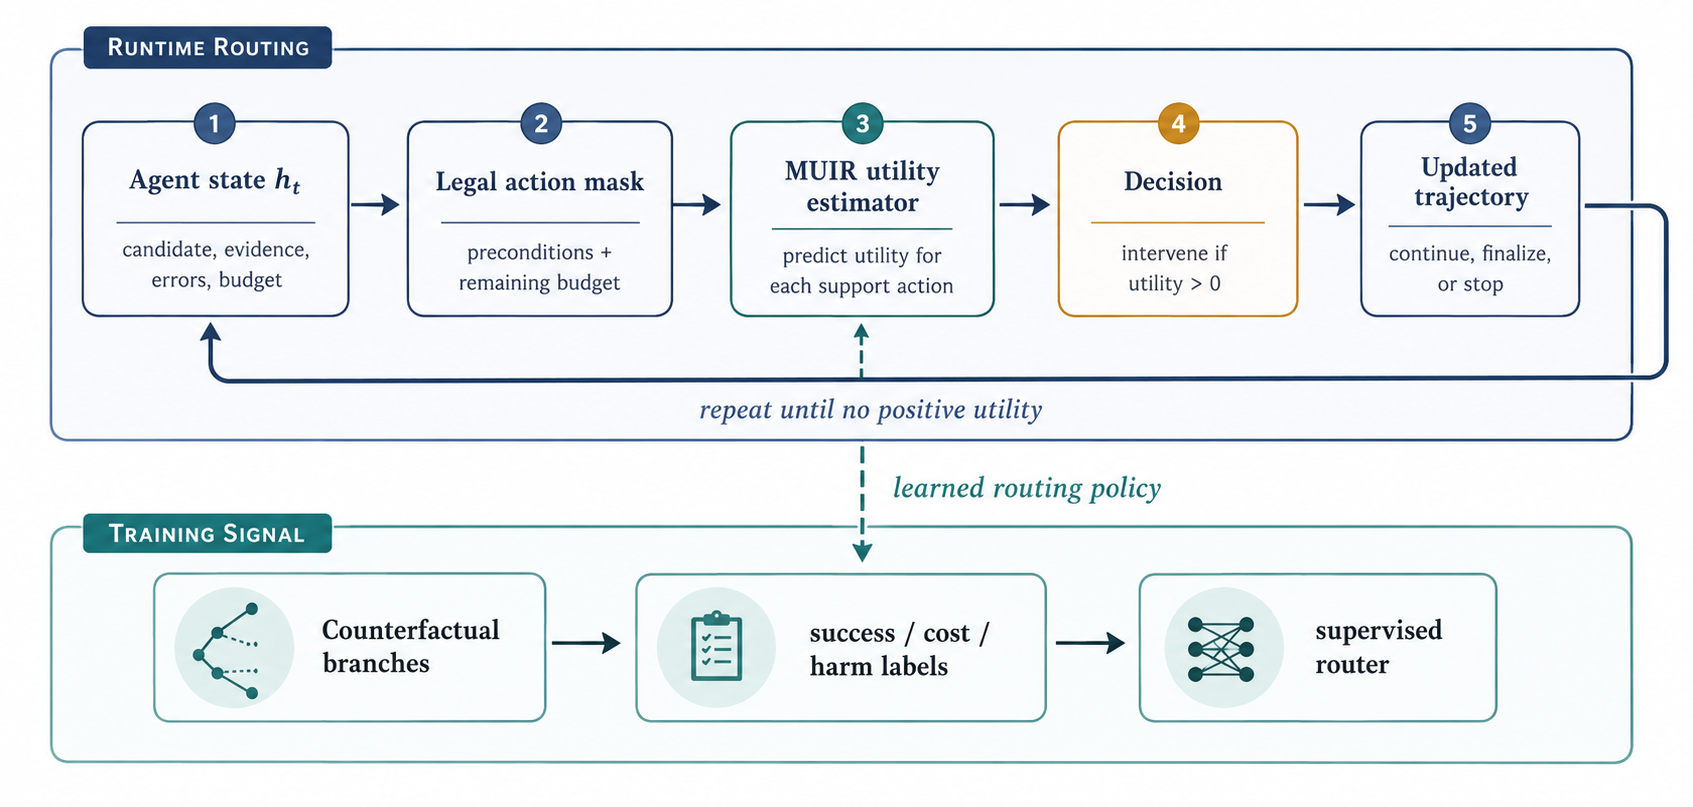 RUNTIME ROUTING
1
Agent state hₜ
candidate, evidence,
errors, budget
2
Legal action mask
preconditions +
remaining budget
3
MUIR utility
estimator
predict utility for
each support action
4
Decision
intervene if
utility > 0
5
Updated
trajectory
continue, finalize,
or stop
repeat until no positive utility
learned routing policy
TRAINING SIGNAL
Counterfactual
branches
success / cost /
harm labels
supervised
router